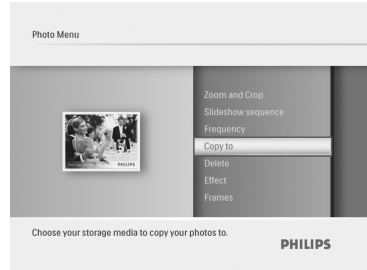 Photo Menu
Zoom and Crop
Slideshow sequence
Frequency
Copy to
Delete
Effect
Frames
PHILIPS
Choose your storage media to copy your photos to.
PHILIPS